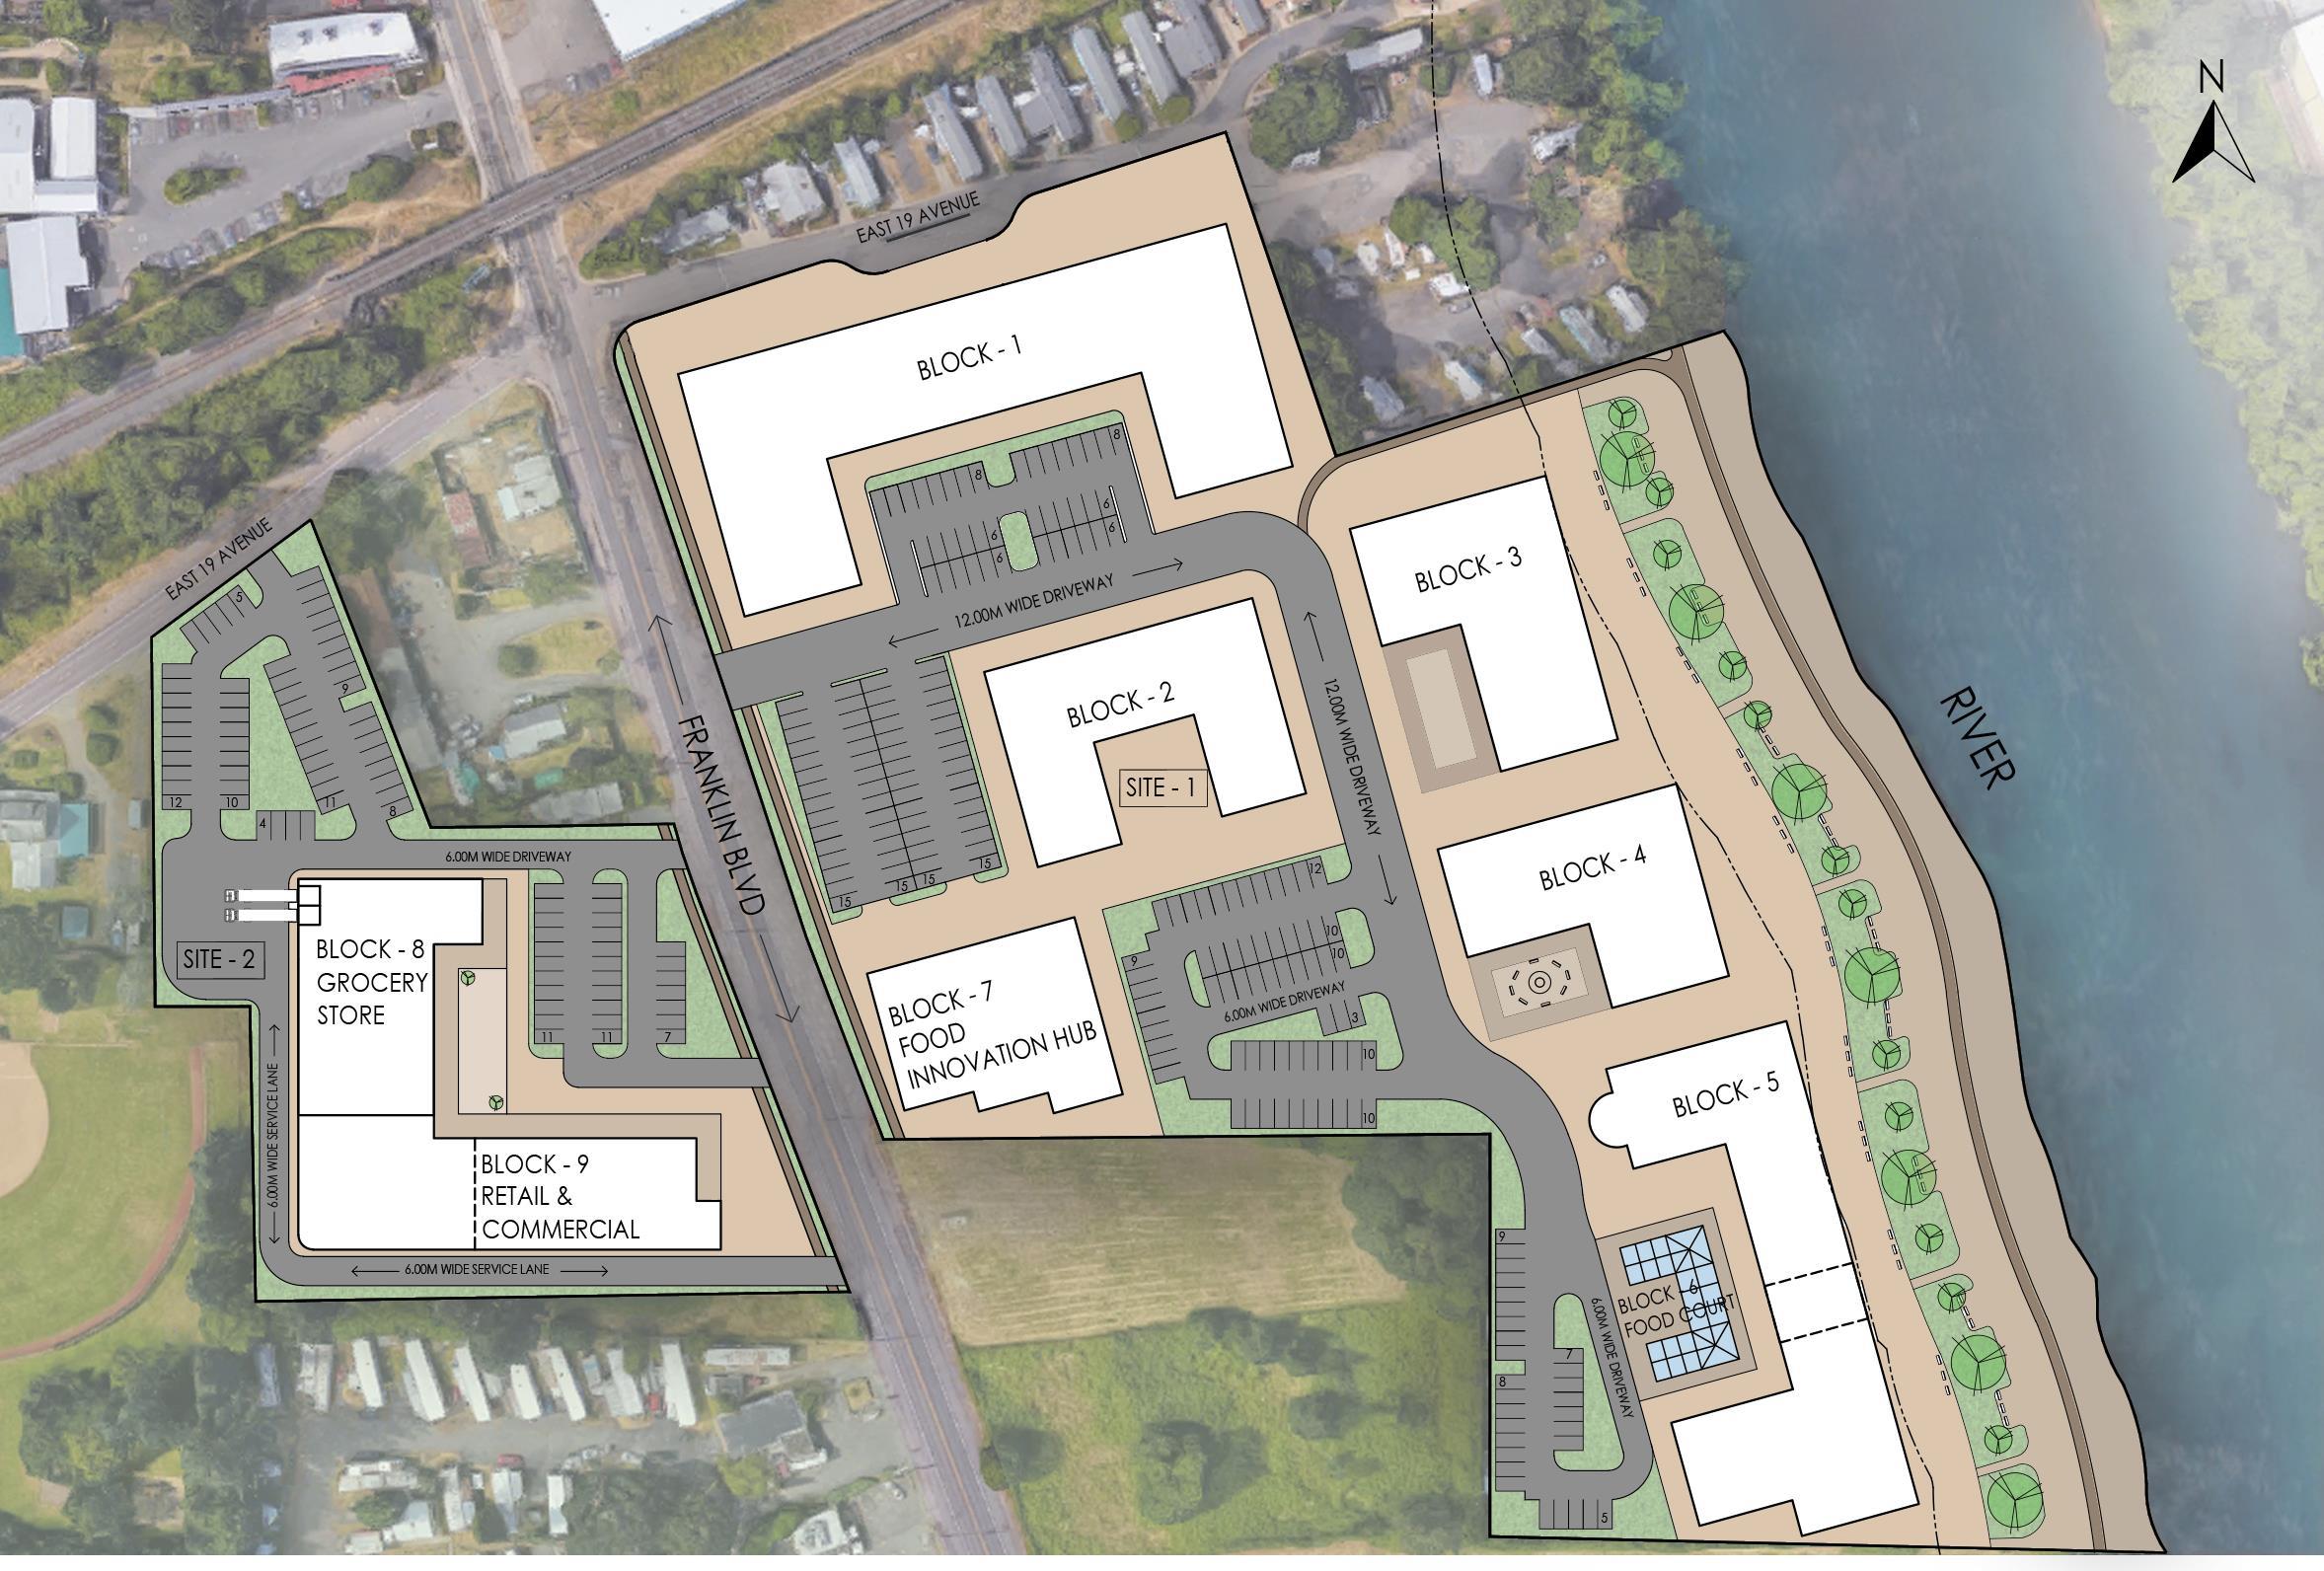 N
EAST 19 AVENUE
BLOCK - 1
8
8
6
6
6
6
12.00M WIDE DRIVEWAY
BLOCK - 3
EAST 19 AVENUE
5
9
12
10
11
8
4
BLOCK - 2
SITE - 1
12.00M WIDE DRIVEWAY
FRANKLIN BLVD
RIVER
15
15
15
15
6.00M WIDE DRIVEWAY
BLOCK - 4
12
10
10
9
6.00M WIDE DRIVEWAY
3
10
10
SITE - 2
BLOCK - 8
GROCERY
STORE
11
11
7
BLOCK - 7
FOOD
INNOVATION HUB
BLOCK - 5
6.00M WIDE SERVICE LANE
BLOCK - 9
RETAIL &
COMMERCIAL
6.00M WIDE SERVICE LANE
9
BLOCK - 6
FOOD COURT
6.00M WIDE DRIVEWAY
7
8
5